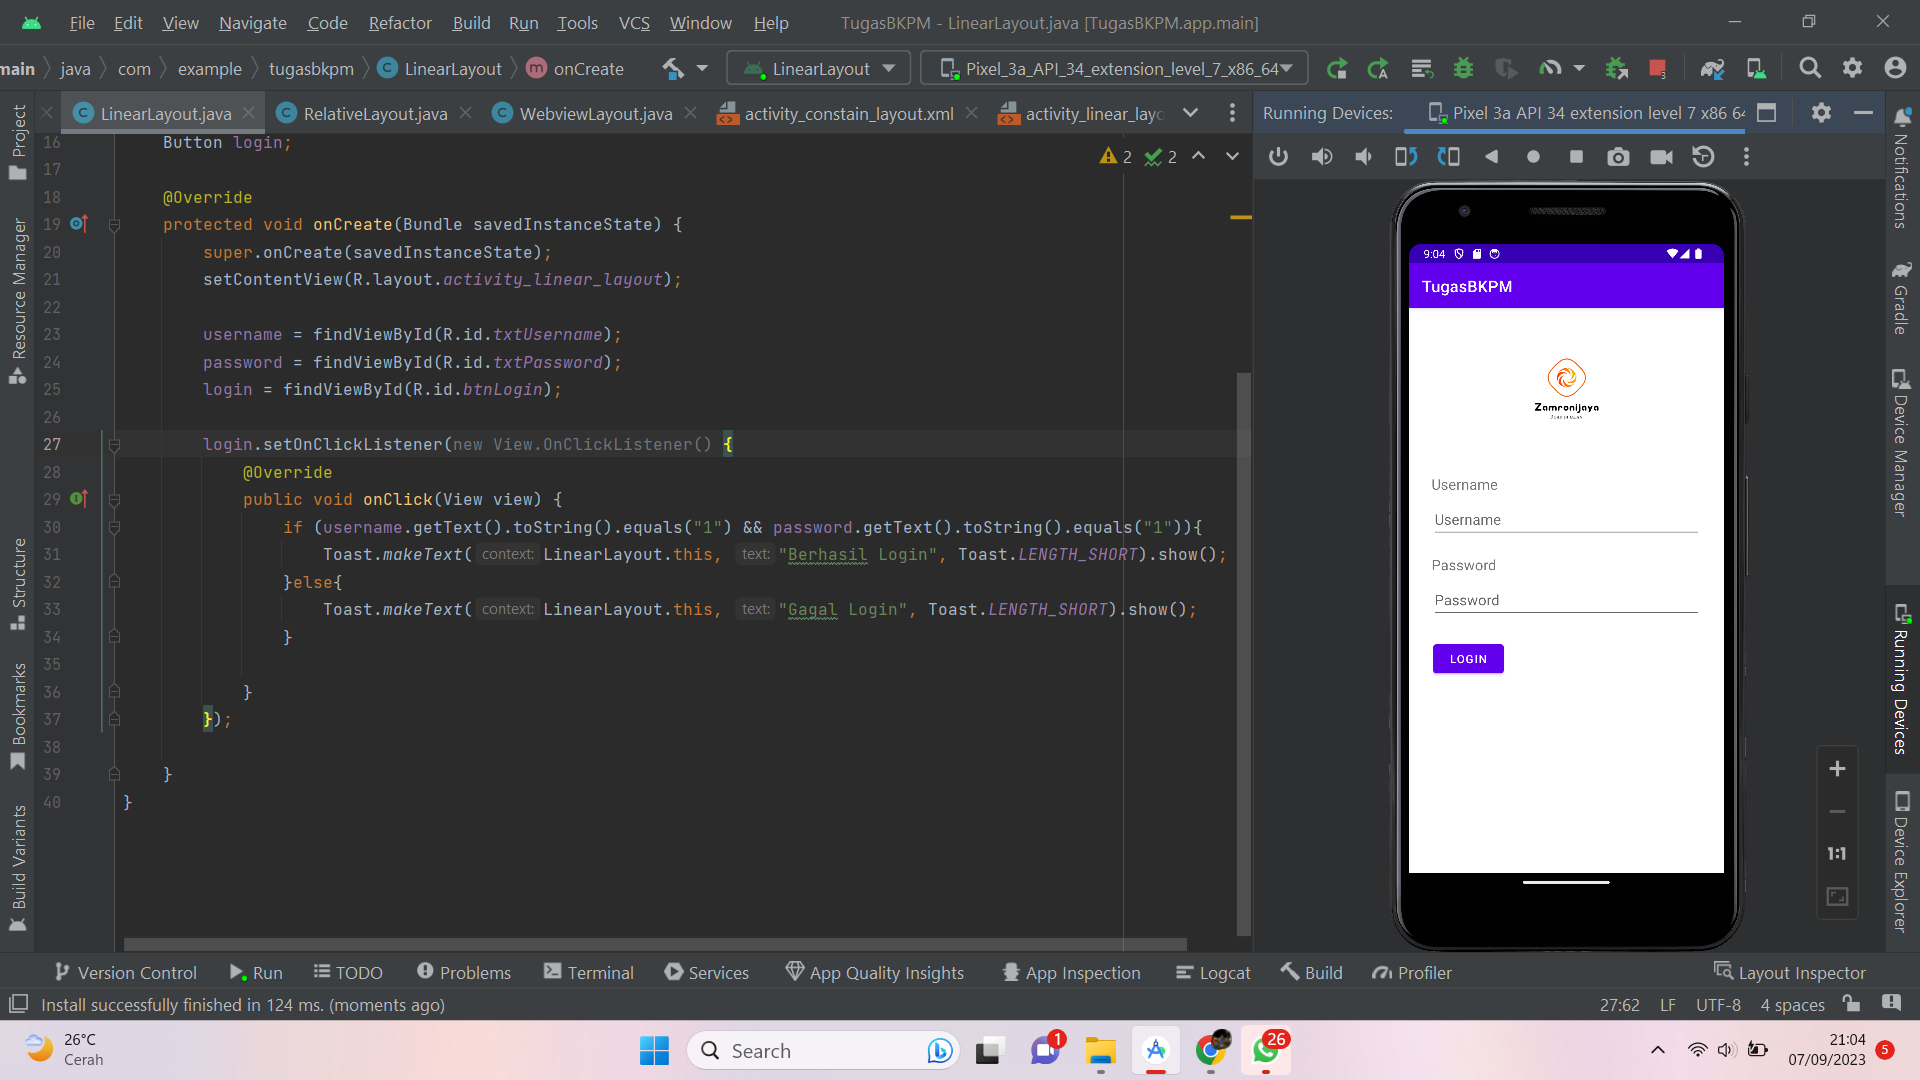 File Edit View Navigate Code Refactor Build Run Tools VCS Window Help TugasBKPM - LinearLayout.java [TugasBKPM.app.main]
main java com example tugasbkpm LinearLayout onCreate LinearLayout Pixel_3a_API_34_extension_level_7_x86_64
LinearLayout.java RelativeLayout.java WebviewLayout.java activity_constain_layout.xml activity_linear_layo Running Devices: Pixel 3a API 34 extension level 7 x86 64
2 2
16 Button login;
17
18 @Override
19 protected void onCreate(Bundle savedInstanceState) {
20 super.onCreate(savedInstanceState);
21 setContentView(R.layout.activity_linear_layout);
22
23 username = findViewById(R.id.txtUsername);
24 password = findViewById(R.id.txtPassword);
25 login = findViewById(R.id.btnLogin);
26
27 login.setOnClickListener(new View.OnClickListener() {
28 @Override
29 public void onClick(View view) {
30 if (username.getText().toString().equals("1") && password.getText().toString().equals("1")){
31 Toast.makeText( context: LinearLayout.this, text: "Berhasil Login", Toast.LENGTH_SHORT).show();
32 }else{
33 Toast.makeText( context: LinearLayout.this, text: "Gagal Login", Toast.LENGTH_SHORT).show();
34 }
35
36 }
37 });
38
39 }
40 }
Project
Resource Manager
Structure
Bookmarks
Build Variants
9:04
TugasBKPM
Zamronijaya
Username
Username
Password
Password
LOGIN
1:1
Notifications
Gradle
Device Manager
Running Devices
Device Explorer
Version Control Run TODO Problems Terminal Services App Quality Insights App Inspection Logcat Build Profiler Layout Inspector
Install successfully finished in 124 ms. (moments ago) 27:62 LF UTF-8 4 spaces
26°C
Cerah
Search
1
26
21:04
07/09/2023
5